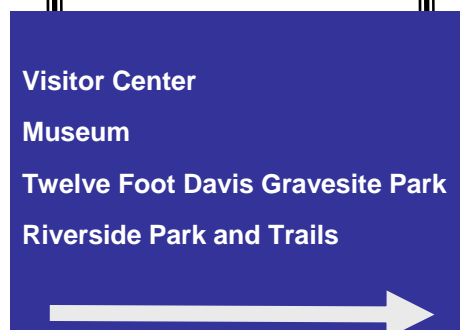 Visitor Center
Museum
Twelve Foot Davis Gravesite Park
Riverside Park and Trails